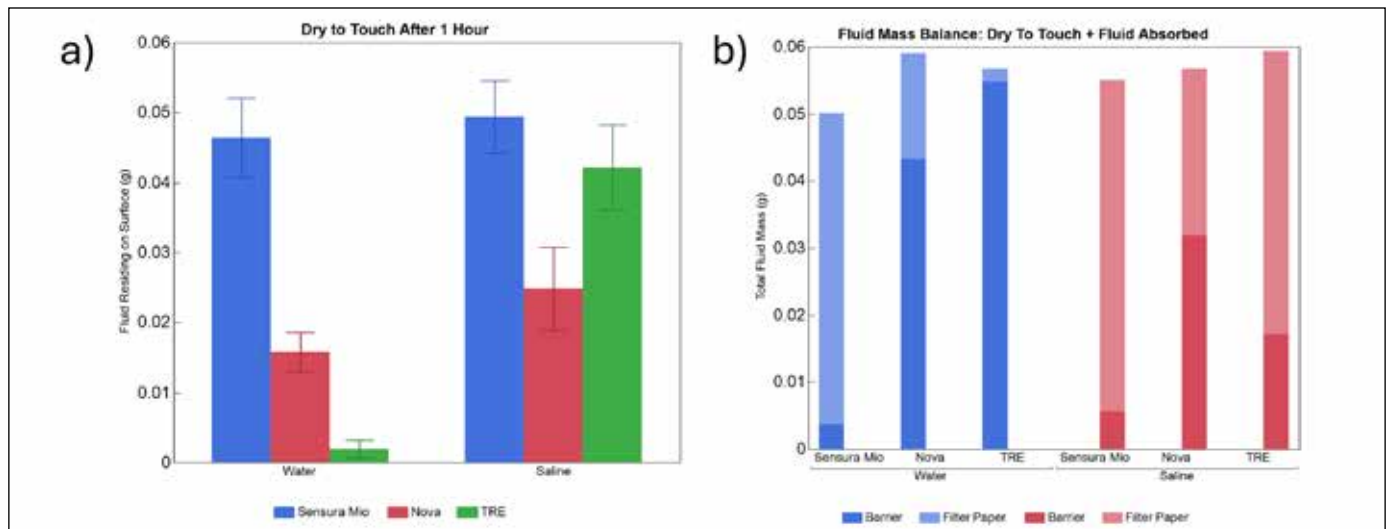 a)
Dry to Touch After 1 Hour
Fluid Residing on Surface (g)
0.06
0.05
0.04
0.03
0.02
0.01
0
Water Saline
Sensura Mio Nova TRE
b)
Fluid Mass Balance: Dry To Touch + Fluid Absorbed
Total Fluid Mass (g)
0.06
0.05
0.04
0.03
0.02
0.01
0
Sensura Mio Nova TRE Sensura Mio Nova TRE
Water Saline
Barrier Filter Paper Barrier Filter Paper